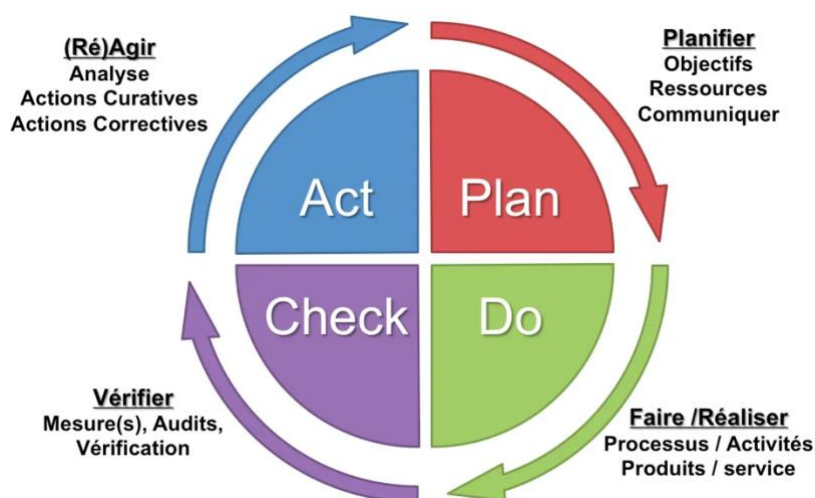 (Ré)Agir
Analyse
Actions Curatives
Actions Correctives
Planifier
Objectifs
Ressources
Communiquer
Act
Plan
Check
Do
Vérifier
Mesure(s), Audits,
Vérification
Faire /Réaliser
Processus / Activités
Produits / service